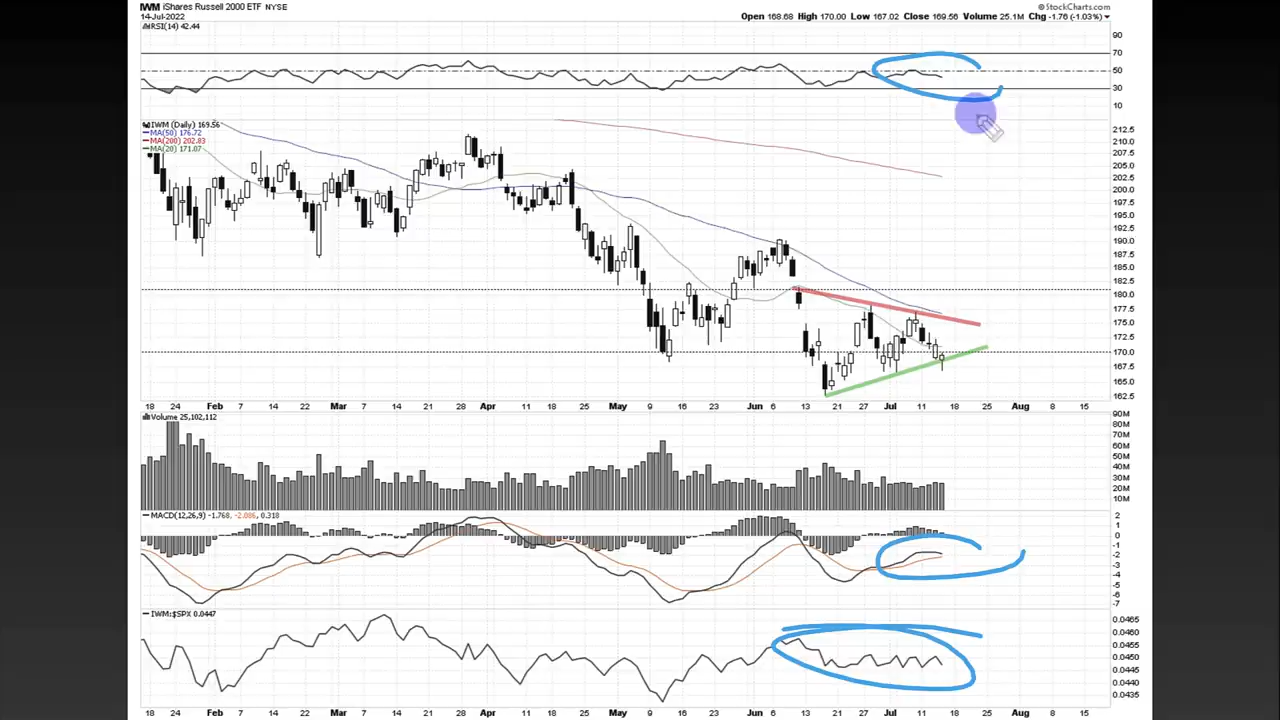 IWM iShares Russell 2000 ETF NYSE
© StockCharts.com
14-Jul-2022
Open 168.68 High 170.00 Low 167.02 Close 169.56 Volume 25.1M Chg -1.76 (-1.03%)
RSI(14) 42.44
90
70
50
30
10
IWM (Daily) 169.56
MA(50) 176.72
MA(200) 202.83
MA(20) 171.07
212.5
210.0
207.5
205.0
202.5
200.0
197.5
195.0
192.5
190.0
187.5
185.0
182.5
180.0
177.5
175.0
172.5
170.0
167.5
165.0
162.5
18 24 Feb 7 14 22 Mar 7 14 21 28 Apr 11 18 25 May 9 16 23 Jun 6 13 21 27 Jul 11 18 25 Aug 8 15
Volume 25,102,112
90M
80M
70M
60M
50M
40M
30M
20M
10M
MACD(12,26,9) -1.768, -2.086, 0.318
2
1
0
-1
-2
-3
-4
-5
-6
-7
IWM:$SPX 0.0447
0.0465
0.0460
0.0455
0.0450
0.0445
0.0440
0.0435
18 24 Feb 7 14 22 Mar 7 14 21 28 Apr 11 18 25 May 9 16 23 Jun 6 13 21 27 Jul 11 18 25 Aug 8 15